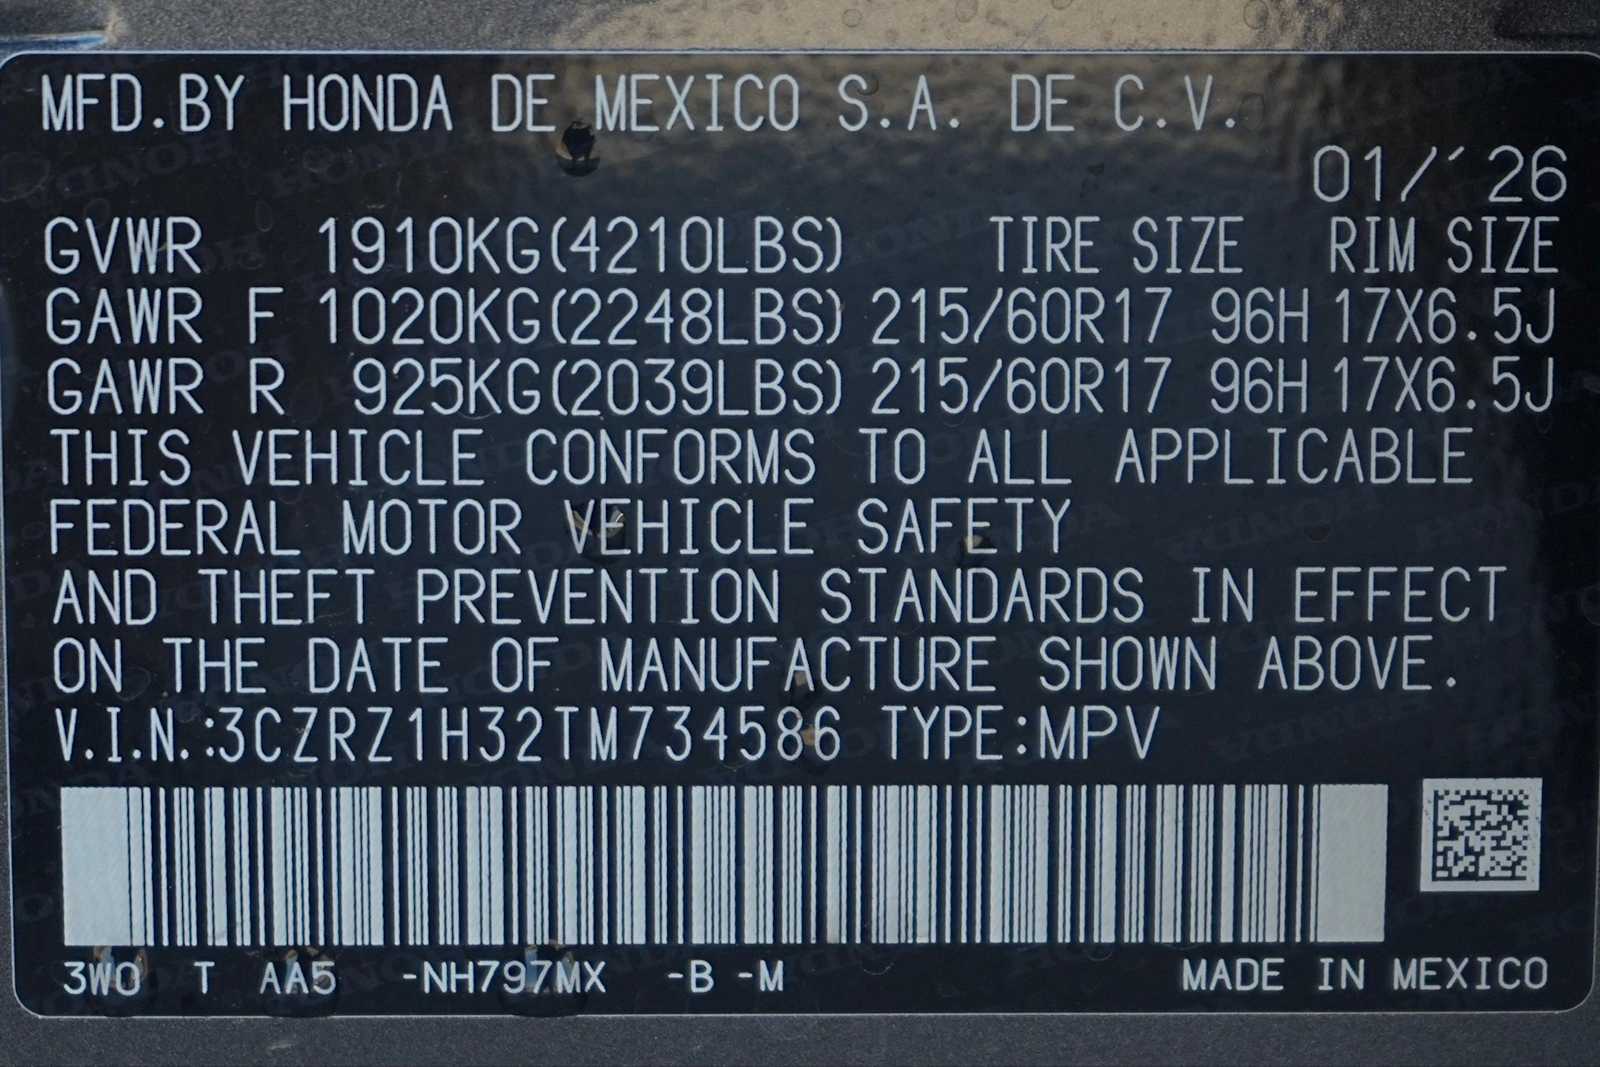 MFD.BY HONDA DE MEXICO S.A. DE C.V.
01/'26
GVWR 1910KG(4210LBS) TIRE SIZE RIM SIZE
GAWR F 1020KG(2248LBS) 215/60R17 96H 17X6.5J
GAWR R 925KG(2039LBS) 215/60R17 96H 17X6.5J
THIS VEHICLE CONFORMS TO ALL APPLICABLE
FEDERAL MOTOR VEHICLE SAFETY
AND THEFT PREVENTION STANDARDS IN EFFECT
ON THE DATE OF MANUFACTURE SHOWN ABOVE.
V.I.N.:3CZRZ1H32TM734586 TYPE:MPV
3W0 T AA5 -NH797MX -B -M MADE IN MEXICO